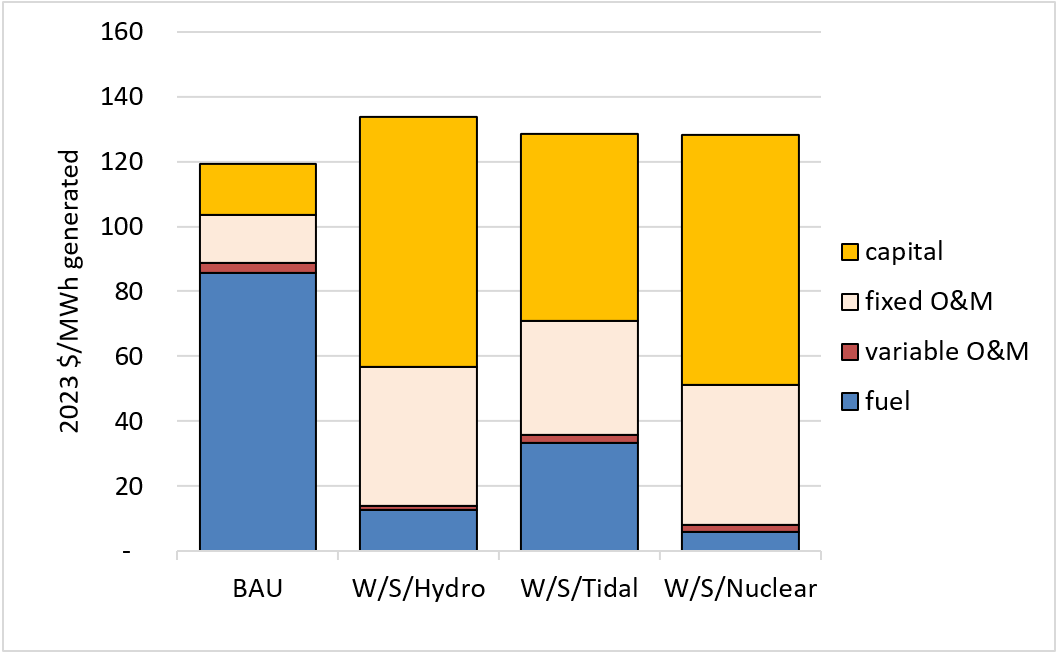 160
140
120
100
80
60
40
20
-
2023 $/MWh generated
BAU
W/S/Hydro
W/S/Tidal
W/S/Nuclear
capital
fixed O&M
variable O&M
fuel